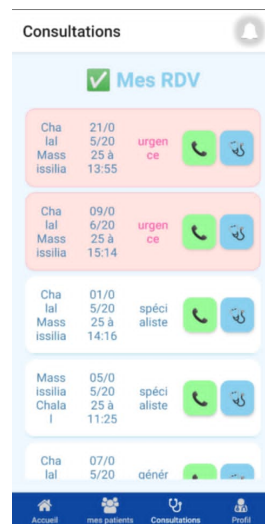 Consultations
✅ Mes RDV
Cha
lal
Mass
issilia
21/0
5/20
25 à
13:55
urgen
ce
Cha
lal
Mass
issilia
09/0
6/20
25 à
15:14
urgen
ce
Cha
lal
Mass
issilia
01/0
5/20
25 à
14:16
spéci
aliste
Mass
issilia
Chala
l
05/0
5/20
25 à
11:25
spéci
aliste
Cha
lal
07/0
5/20
génér
Accueil
mes patients
Consultations
Profil